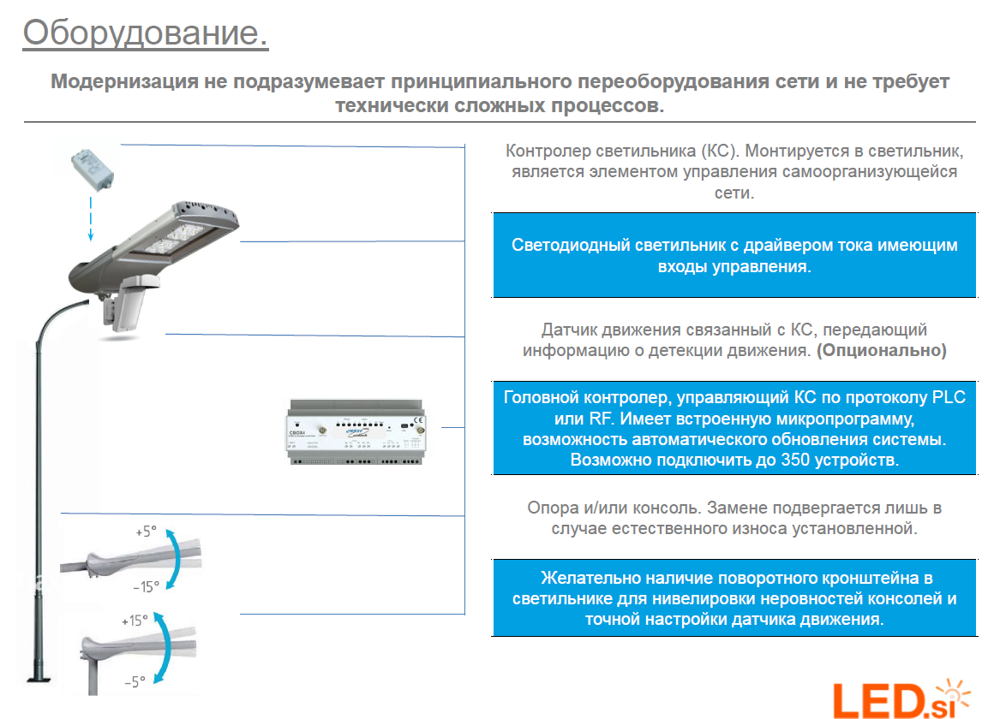 Оборудование.
Модернизация не подразумевает принципиального переоборудования сети и не требует
технически сложных процессов.
Контролер светильника (КС). Монтируется в светильник,
является элементом управления самоорганизующейся
сети.
Светодиодный светильник с драйвером тока имеющим
входы управления.
Датчик движения связанный с КС, передающий
информацию о детекции движения. (Опционально)
CBOX4
CE
Головной контролер, управляющий КС по протоколу PLC
или RF. Имеет встроенную микропрограмму,
возможность автоматического обновления системы.
Возможно подключить до 350 устройств.
Опора и/или консоль. Замене подвергается лишь в
случае естественного износа установленной.
+5°
-15°
Желательно наличие поворотного кронштейна в
светильнике для нивелировки неровностей консолей и
точной настройки датчика движения.
+15°
-5°
LED.si